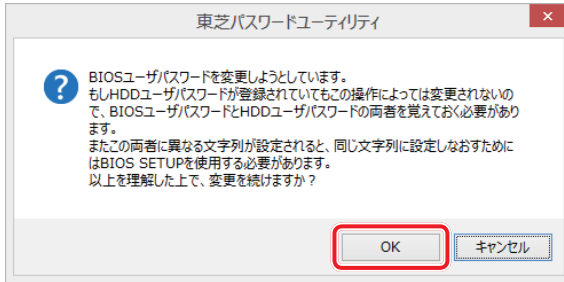 東芝パスワードユーティリティ
BIOSユーザパスワードを変更しようとしています。
もしHDDユーザパスワードが登録されていてもこの操作によっては変更されないの
で、BIOSユーザパスワードとHDDユーザパスワードの両者を覚えておく必要があり
ます。
またこの両者に異なる文字列が設定されると、同じ文字列に設定しなおすために
はBIOS SETUPを使用する必要があります。
以上を理解した上で、変更を続けますか？
OK
キャンセル